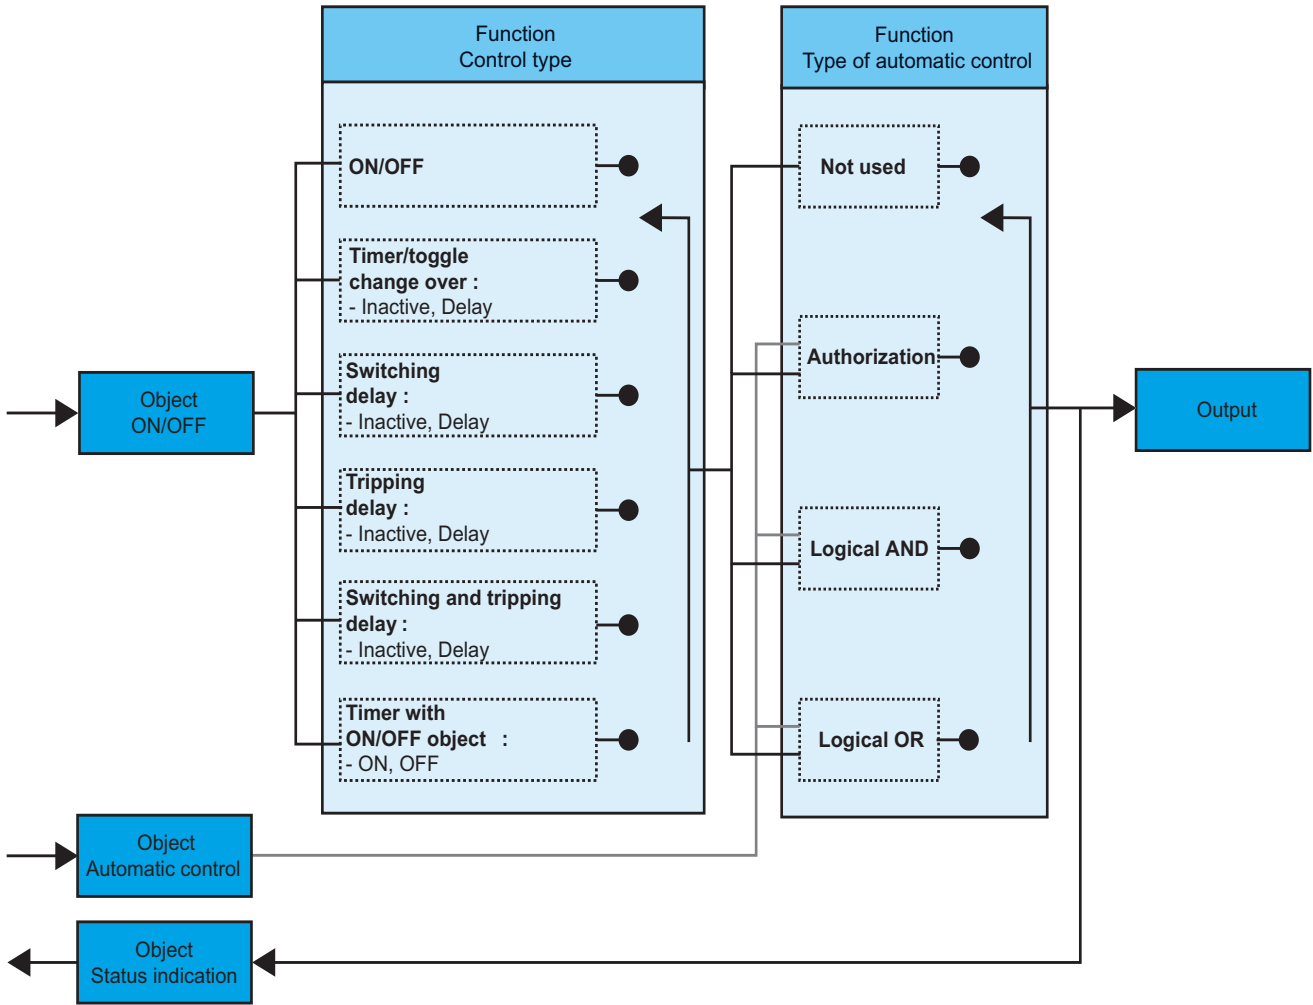 Function
Control type
Function
Type of automatic control
ON/OFF
Timer/toggle
change over :
- Inactive, Delay
Switching
delay :
- Inactive, Delay
Tripping
delay :
- Inactive, Delay
Switching and tripping
delay :
- Inactive, Delay
Timer with
ON/OFF object :
- ON, OFF
Not used
Authorization
Logical AND
Logical OR
Object
ON/OFF
Output
Object
Automatic control
Object
Status indication